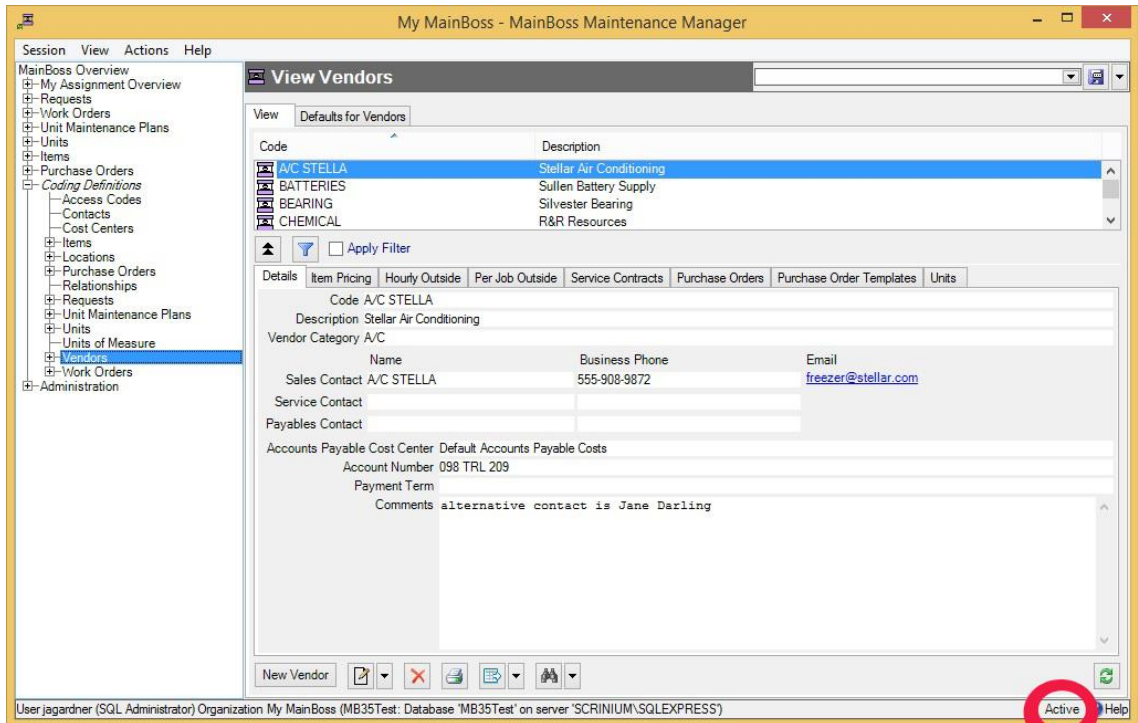 My MainBoss - MainBoss Maintenance Manager
Session View Actions Help
MainBoss Overview
My Assignment Overview
Requests
Work Orders
Unit Maintenance Plans
Units
Items
Purchase Orders
Coding Definitions
Access Codes
Contacts
Cost Centers
Items
Locations
Purchase Orders
Relationships
Requests
Unit Maintenance Plans
Units
Units of Measure
Vendors
Work Orders
Administration
View Vendors
View Defaults for Vendors
Code Description
A/C STELLA Stellar Air Conditioning
BATTERIES Sullen Battery Supply
BEARING Silvester Bearing
CHEMICAL R&R Resources
Apply Filter
Details Item Pricing Hourly Outside Per Job Outside Service Contracts Purchase Orders Purchase Order Templates Units
Code A/C STELLA
Description Stellar Air Conditioning
Vendor Category A/C
Name Business Phone Email
Sales Contact A/C STELLA 555-908-9872 freezer@stellar.com
Service Contact
Payables Contact
Accounts Payable Cost Center Default Accounts Payable Costs
Account Number 098 TRL 209
Payment Term
Comments alternative contact is Jane Darling
New Vendor
User jagardner (SQL Administrator) Organization My MainBoss (MB35Test: Database 'MB35Test' on server 'SCRINIUM\SQLEXPRESS') Active Help